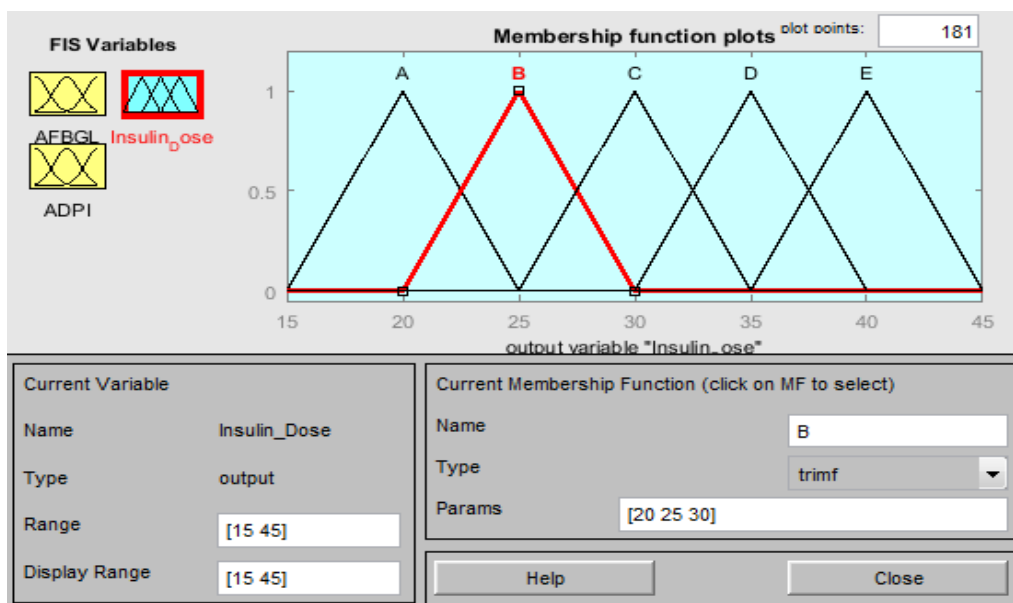 FIS Variables
Membership function plots
plot points:
181
AFBGL
Insulin_Dose
ADPI
A
B
C
D
E
1
0.5
0
15
20
25
30
35
40
45
output variable "Insulin_ose"
Current Variable
Name
Insulin_Dose
Type
output
Range
[15 45]
Display Range
[15 45]
Current Membership Function (click on MF to select)
Name
B
Type
trimf
Params
[20 25 30]
Help
Close